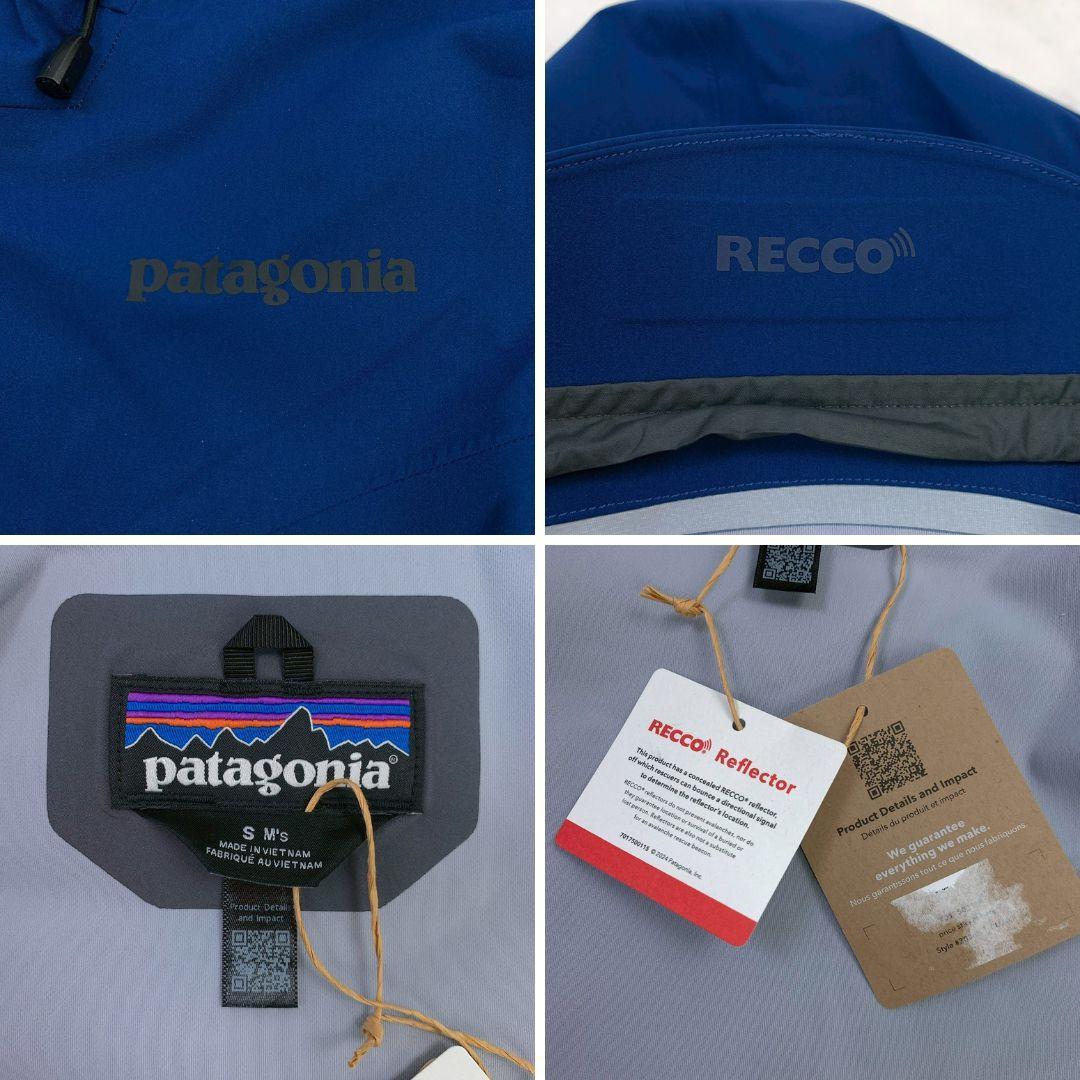 patagonia
RECCO
patagonia®
S M's
MADE IN VIETNAM
FABRIQUÉ AU VIETNAM
Product Details
and Impact
RECCO® Reflector
This product has a concealed RECCO® reflector,
off which rescuers can bounce a directional signal
to determine the reflector's location.
RECCO® reflectors do not prevent avalanches, nor do
they guarantee location or survival of a buried or
lost person. Reflectors are also not a substitute
for an avalanche rescue beacon.
7017580115 © 2024 Patagonia, Inc.
Product Details and Impact
Détails du produit et impact
We guarantee
everything we make.
Nous garantissons tout ce que nous fabriquons.
price
Style